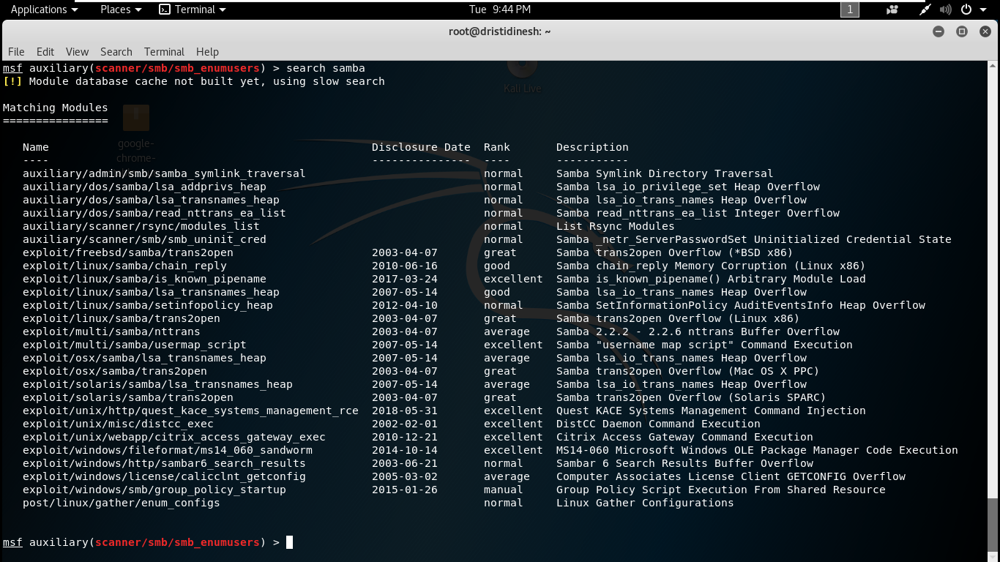 Applications Places Terminal Tue 9:44 PM 1
root@dristidinesh: ~
File Edit View Search Terminal Help
msf auxiliary(scanner/smb/smb_enumusers) > search samba
[!] Module database cache not built yet, using slow search
Kali Live
Matching Modules
================
google-
chrome-
Name Disclosure Date Rank Description
---- --------------- ---- -----------
auxiliary/admin/smb/samba_symlink_traversal normal Samba Symlink Directory Traversal
auxiliary/dos/samba/lsa_addprivs_heap normal Samba lsa_io_privilege_set Heap Overflow
auxiliary/dos/samba/lsa_transnames_heap normal Samba lsa_io_trans_names Heap Overflow
auxiliary/dos/samba/read_nttrans_ea_list normal Samba read_nttrans_ea_list Integer Overflow
auxiliary/scanner/rsync/modules_list normal List Rsync Modules
auxiliary/scanner/smb/smb_uninit_cred normal Samba _netr_ServerPasswordSet Uninitialized Credential State
exploit/freebsd/samba/trans2open 2003-04-07 great Samba trans2open Overflow (*BSD x86)
exploit/linux/samba/chain_reply 2010-06-16 good Samba chain_reply Memory Corruption (Linux x86)
exploit/linux/samba/is_known_pipename 2017-03-24 excellent Samba is_known_pipename() Arbitrary Module Load
exploit/linux/samba/lsa_transnames_heap 2007-05-14 good Samba lsa_io_trans_names Heap Overflow
exploit/linux/samba/setinfopolicy_heap 2012-04-10 normal Samba SetInformationPolicy AuditEventsInfo Heap Overflow
exploit/linux/samba/trans2open 2003-04-07 great Samba trans2open Overflow (Linux x86)
exploit/multi/samba/nttrans 2003-04-07 average Samba 2.2.2 - 2.2.6 nttrans Buffer Overflow
exploit/multi/samba/usermap_script 2007-05-14 excellent Samba "username map script" Command Execution
exploit/osx/samba/lsa_transnames_heap 2007-05-14 average Samba lsa_io_trans_names Heap Overflow
exploit/osx/samba/trans2open 2003-04-07 great Samba trans2open Overflow (Mac OS X PPC)
exploit/solaris/samba/lsa_transnames_heap 2007-05-14 average Samba lsa_io_trans_names Heap Overflow
exploit/solaris/samba/trans2open 2003-04-07 great Samba trans2open Overflow (Solaris SPARC)
exploit/unix/http/quest_kace_systems_management_rce 2018-05-31 excellent Quest KACE Systems Management Command Injection
exploit/unix/misc/distcc_exec 2002-02-01 excellent DistCC Daemon Command Execution
exploit/unix/webapp/citrix_access_gateway_exec 2010-12-21 excellent Citrix Access Gateway Command Execution
exploit/windows/fileformat/ms14_060_sandworm 2014-10-14 excellent MS14-060 Microsoft Windows OLE Package Manager Code Execution
exploit/windows/http/sambar6_search_results 2003-06-21 normal Sambar 6 Search Results Buffer Overflow
exploit/windows/license/calicclnt_getconfig 2005-03-02 average Computer Associates License Client GETCONFIG Overflow
exploit/windows/smb/group_policy_startup 2015-01-26 manual Group Policy Script Execution From Shared Resource
post/linux/gather/enum_configs normal Linux Gather Configurations
msf auxiliary(scanner/smb/smb_enumusers) >